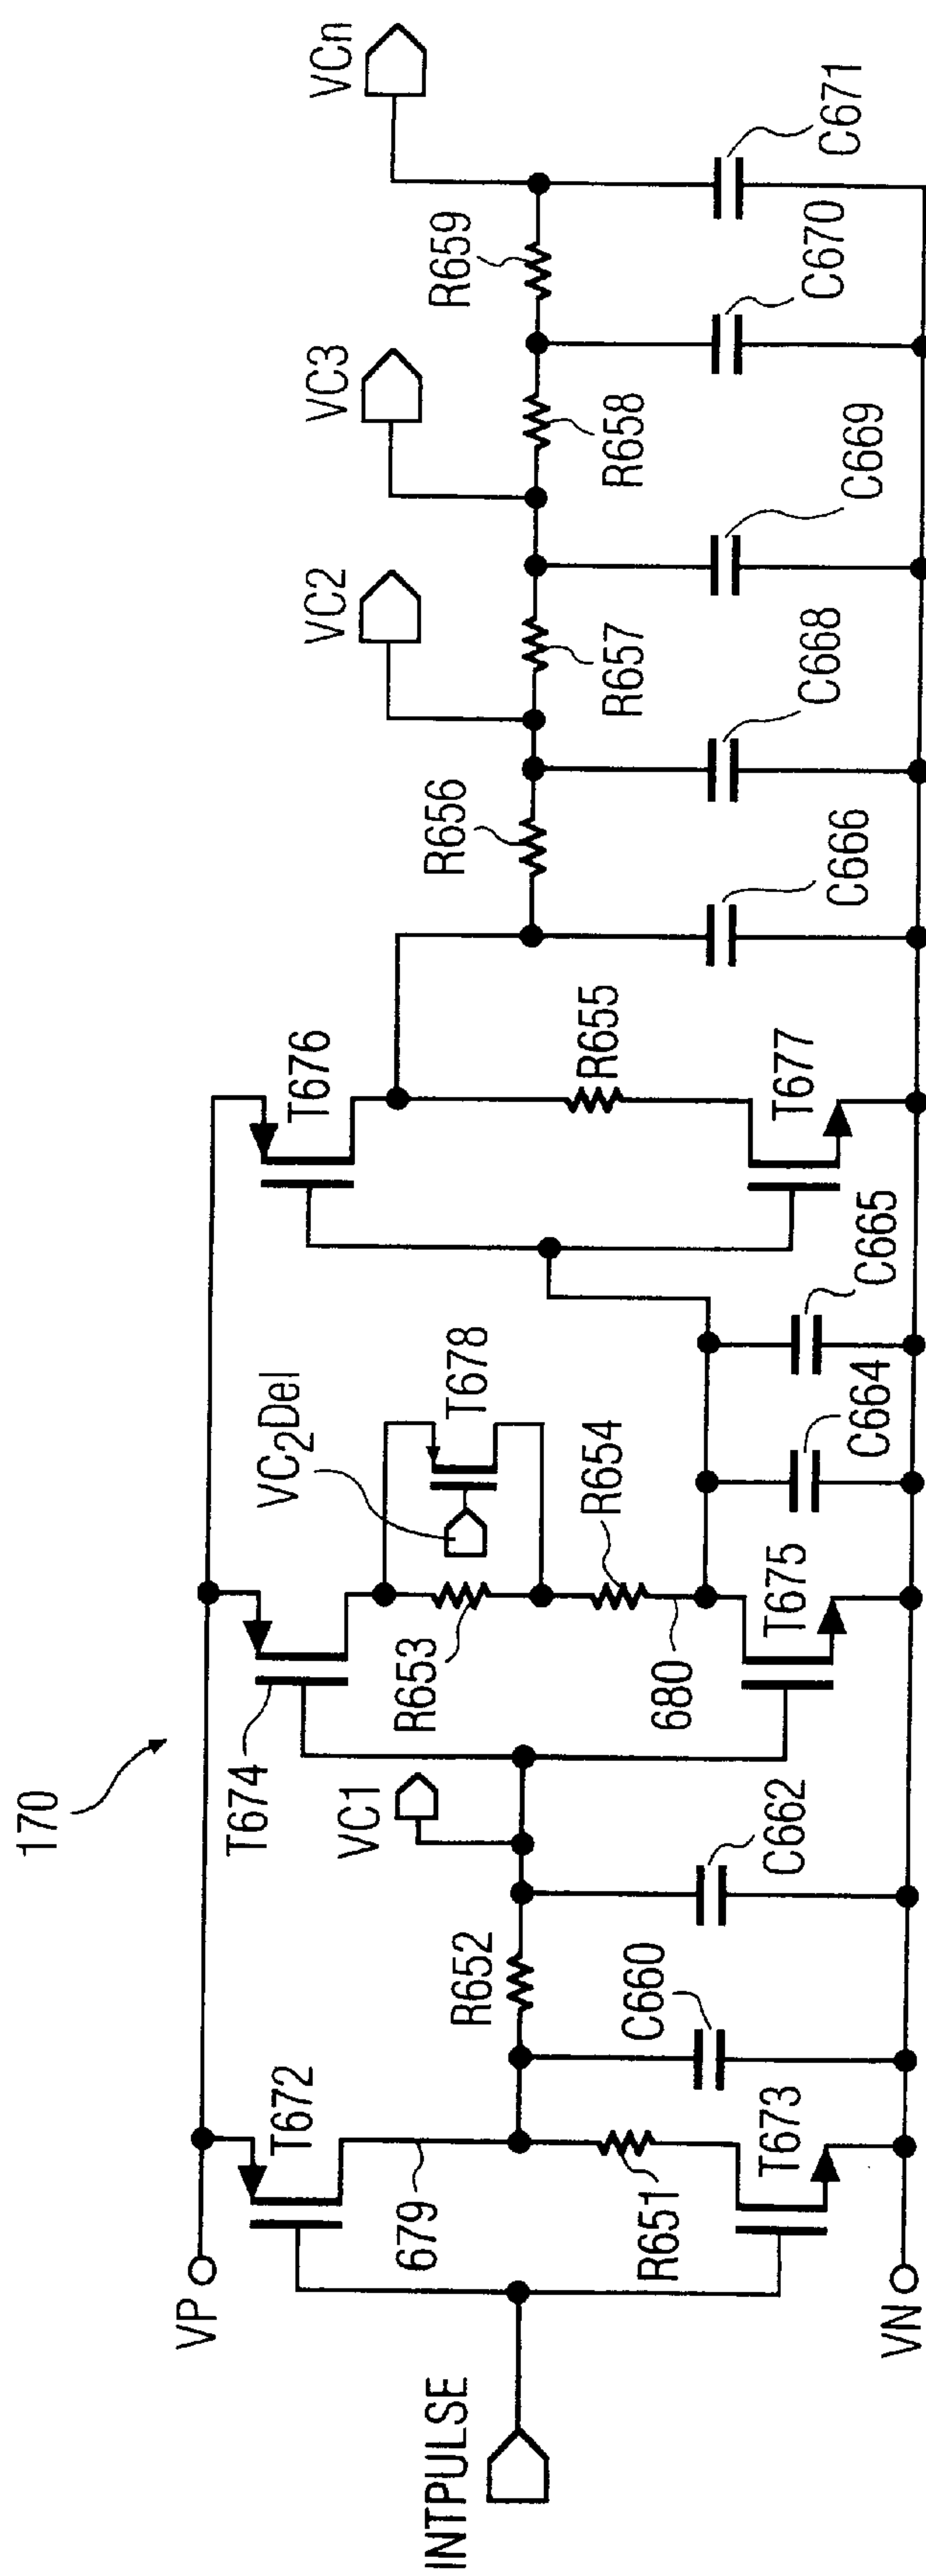 170
VP
T672
679
R651
T673
VN
INTPULSE
R652
C660
C662
VC1
T674
R653
680
T675
VC2Del
T678
R654
C664
C665
T676
R655
T677
R656
C666
C668
VC2
R657
C669
VC3
R658
C670
R659
C671
VCn